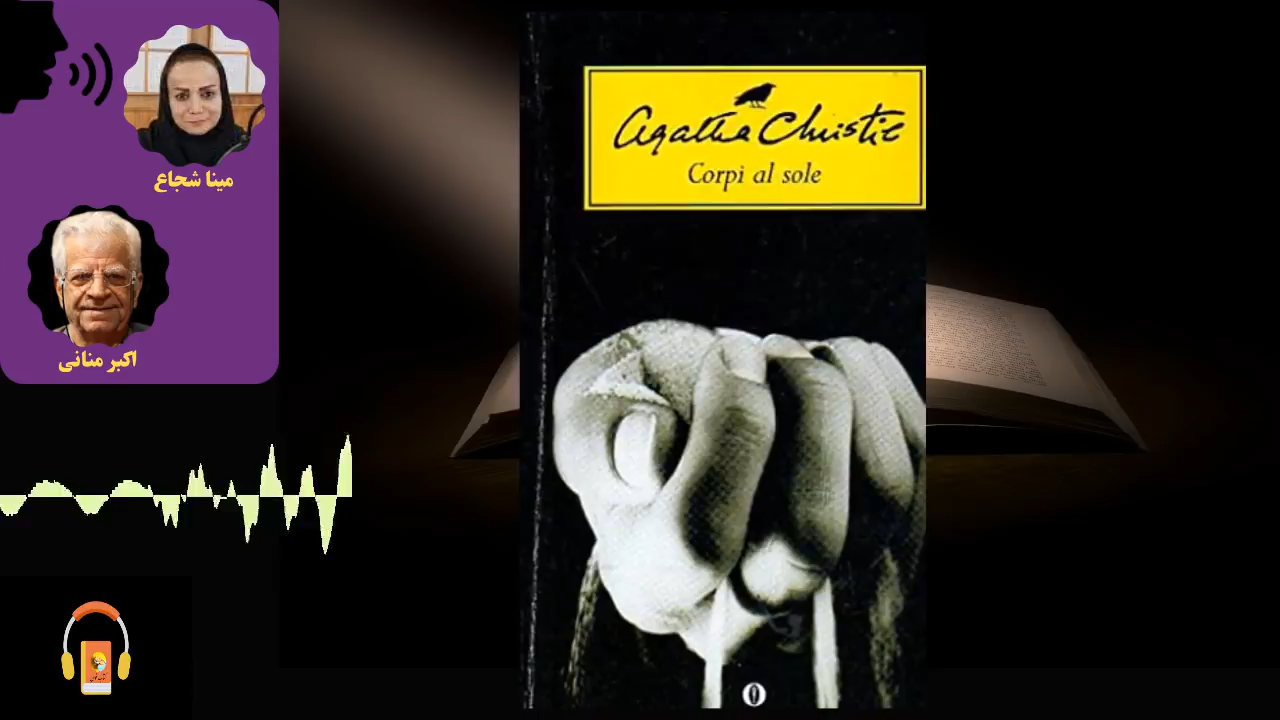 مینا شجاع
اکبر منانی
Agatha Christie
Corpi al sole